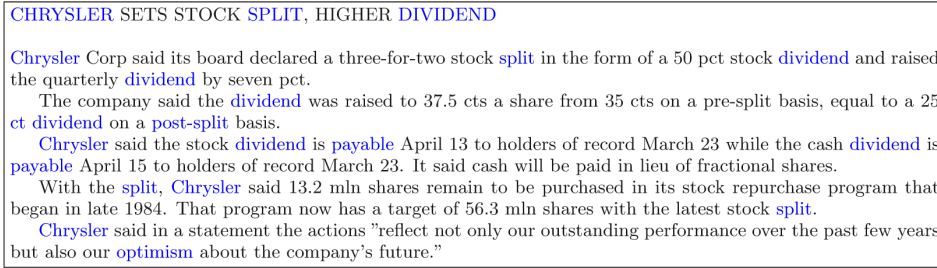 CHRYSLER SETS STOCK SPLIT, HIGHER DIVIDEND
Chrysler Corp said its board declared a three-for-two stock split in the form of a 50 pct stock dividend and raised
the quarterly dividend by seven pct.
The company said the dividend was raised to 37.5 cts a share from 35 cts on a pre-split basis, equal to a 25
ct dividend on a post-split basis.
Chrysler said the stock dividend is payable April 13 to holders of record March 23 while the cash dividend is
payable April 15 to holders of record March 23. It said cash will be paid in lieu of fractional shares.
With the split, Chrysler said 13.2 mln shares remain to be purchased in its stock repurchase program that
began in late 1984. That program now has a target of 56.3 mln shares with the latest stock split.
Chrysler said in a statement the actions ”reflect not only our outstanding performance over the past few years
but also our optimism about the company’s future.”